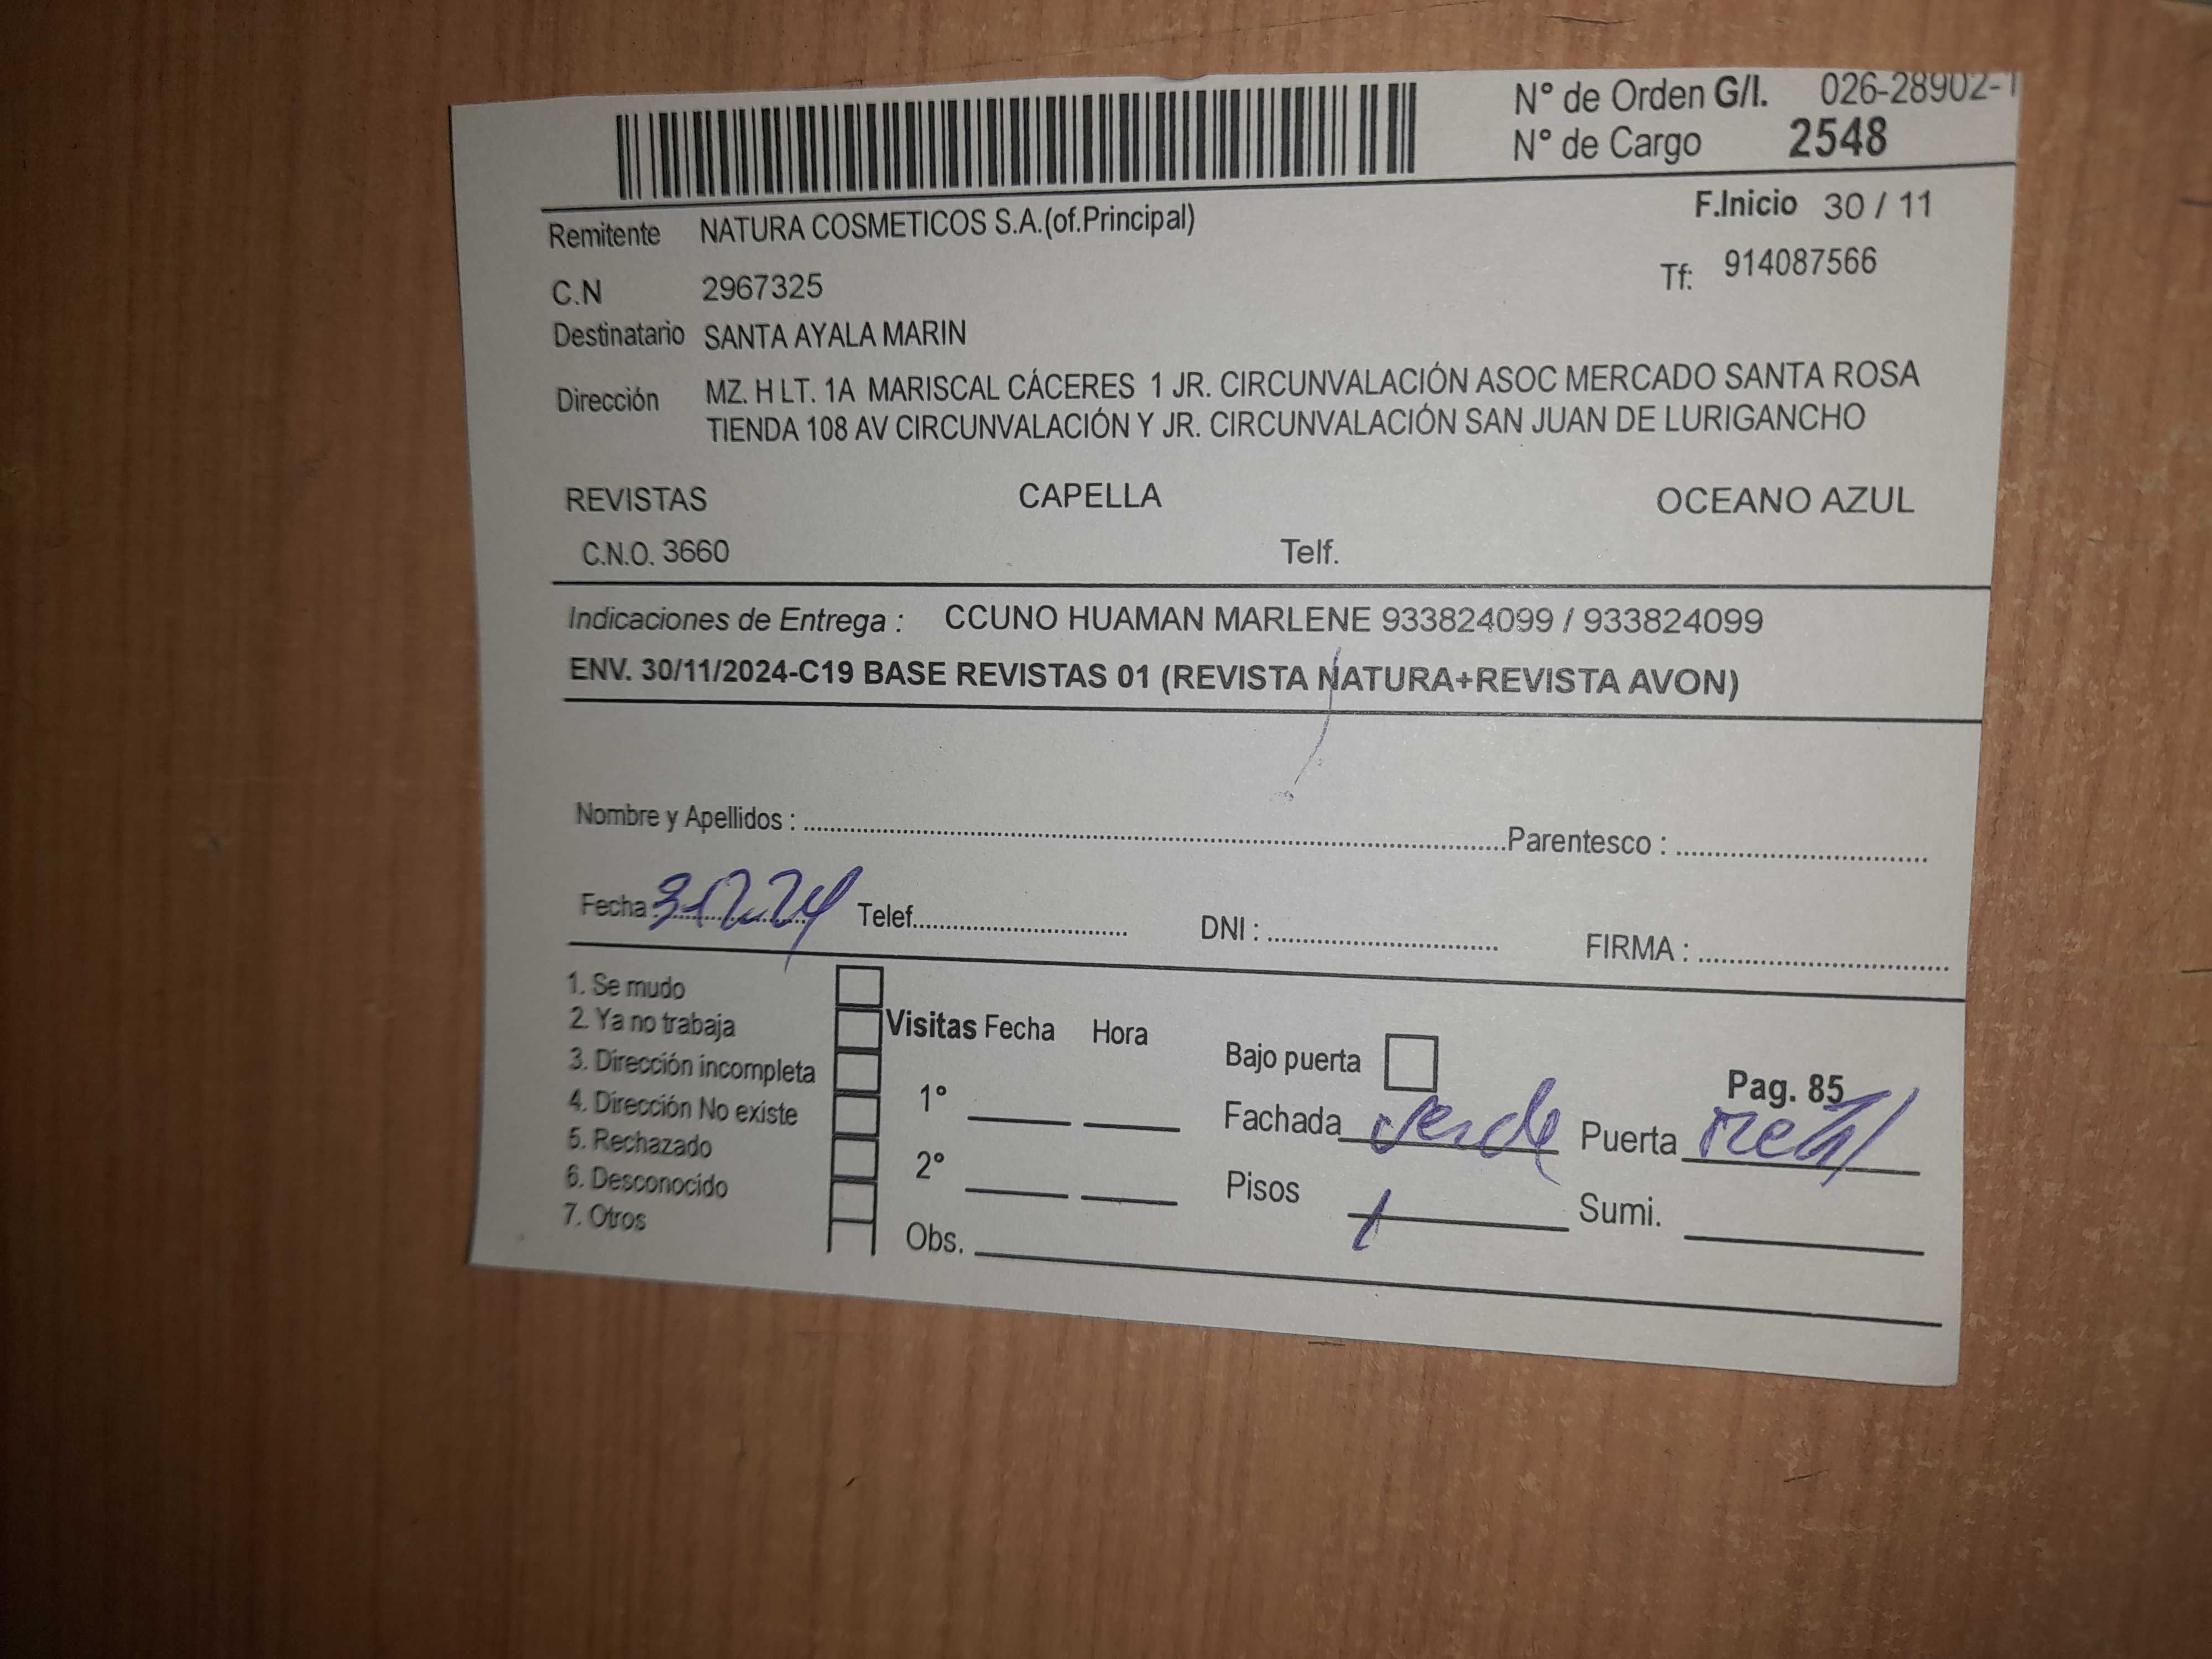 N° de Orden G/I. 026-28902-1
N° de Cargo 2548
F.Inicio 30 / 11
Remitente NATURA COSMETICOS S.A.(of.Principal)
Tf: 914087566
C.N 2967325
Destinatario SANTA AYALA MARIN
Dirección MZ. H LT. 1A MARISCAL CÁCERES 1 JR. CIRCUNVALACIÓN ASOC MERCADO SANTA ROSA
TIENDA 108 AV CIRCUNVALACIÓN Y JR. CIRCUNVALACIÓN SAN JUAN DE LURIGANCHO
REVISTAS CAPELLA OCEANO AZUL
C.N.O. 3660 Telf.
Indicaciones de Entrega : CCUNO HUAMAN MARLENE 933824099 / 933824099
ENV. 30/11/2024-C19 BASE REVISTAS 01 (REVISTA NATURA+REVISTA AVON)
Nombre y Apellidos : Parentesco :
Fecha : 3-12-24 Telef. DNI : FIRMA :
1. Se mudo
2. Ya no trabaja
3. Dirección incompleta
4. Dirección No existe
5. Rechazado
6. Desconocido
7. Otros
Visitas Fecha Hora
1°
2°
Obs.
Bajo puerta
Pag. 85
Fachada verde Puerta metal
Pisos 1 Sumi.